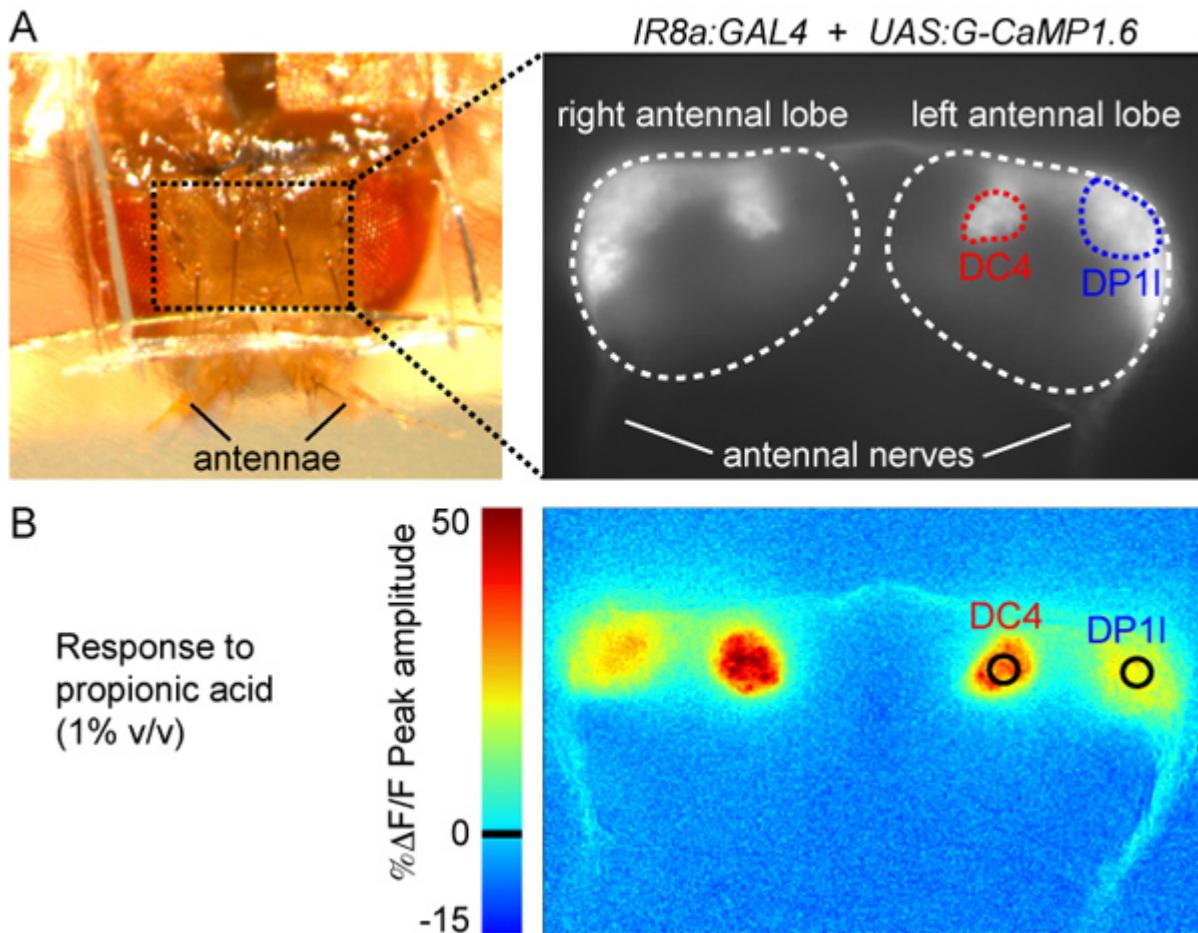 A
IR8a:GAL4 + UAS:G-CaMP1.6
right antennal lobe
left antennal lobe
DC4
DP1l
antennae
antennal nerves
B
Response to
propionic acid
(1% v/v)
%ΔF/F Peak amplitude
50
0
-15
DC4
DP1l